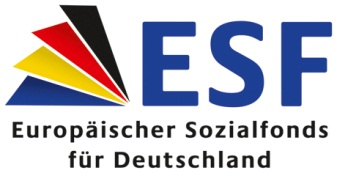 ESF
Europäischer Sozialfonds
für Deutschland